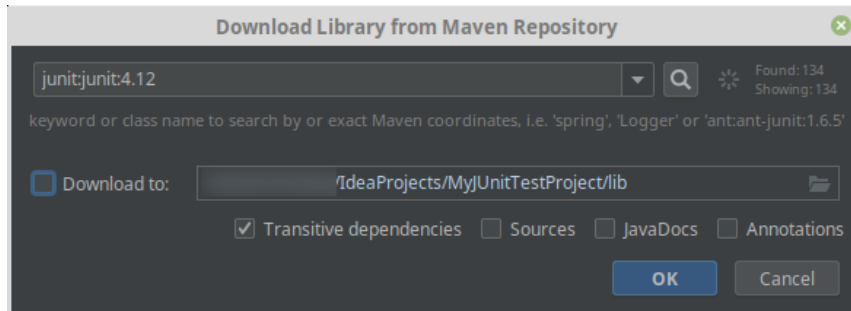 Download Library from Maven Repository
junit:junit:4.12
Found: 134
Showing: 134
keyword or class name to search by or exact Maven coordinates, i.e. 'spring', 'Logger' or 'ant:ant-junit:1.6.5'
Download to: /IdeaProjects/MyJUnitTestProject/lib
Transitive dependencies Sources JavaDocs Annotations
OK Cancel